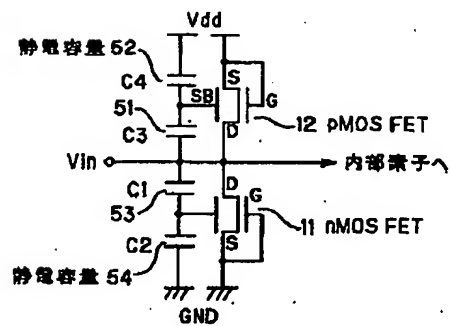 Vdd
静電容量 52
C4
S
SB
G
51
12 pMOS FET
C3
D
Vin
内部素子へ
C1
D
G
53
11 nMOS FET
C2
S
静電容量 54
GND